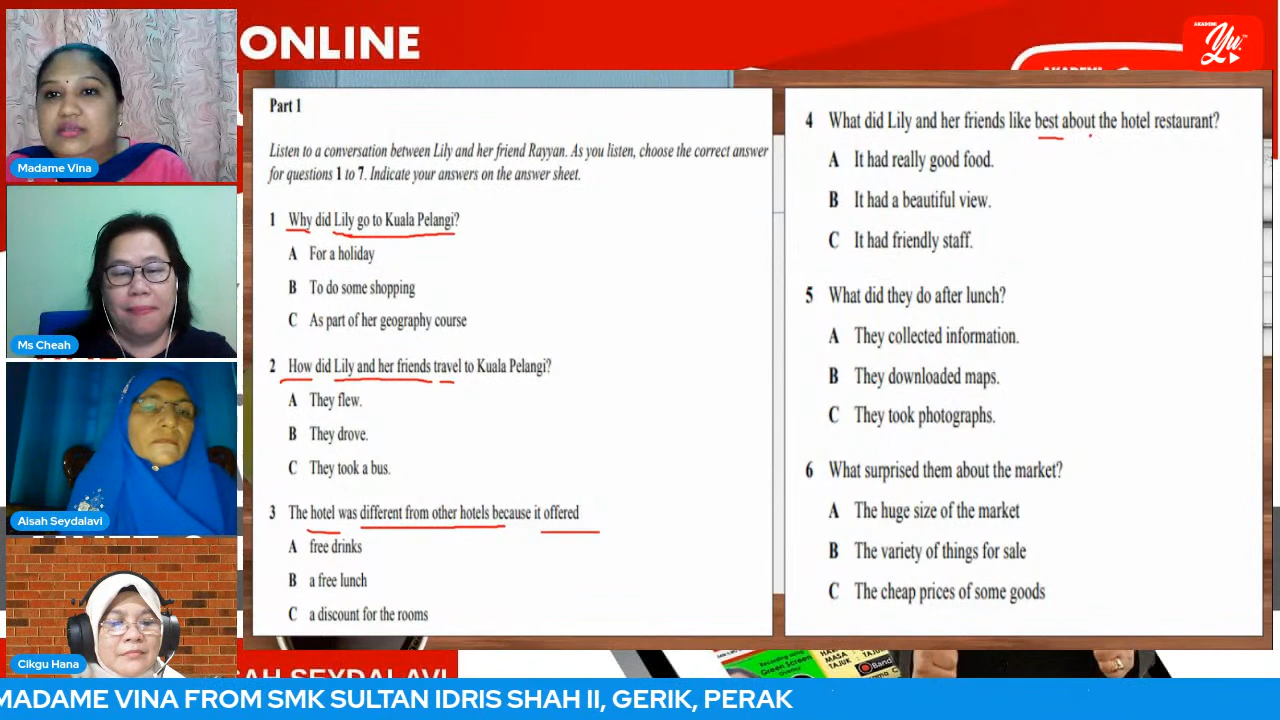 ONLINE
AKADEMI
Yu.
Madame Vina
Ms Cheah
Aisah Seydalavi
Cikgu Hana
Part 1
Listen to a conversation between Lily and her friend Rayyan. As you listen, choose the correct answer
for questions 1 to 7. Indicate your answers on the answer sheet.
1 Why did Lily go to Kuala Pelangi?
A For a holiday
B To do some shopping
C As part of her geography course
2 How did Lily and her friends travel to Kuala Pelangi?
A They flew.
B They drove.
C They took a bus.
3 The hotel was different from other hotels because it offered
A free drinks
B a free lunch
C a discount for the rooms
4 What did Lily and her friends like best about the hotel restaurant?
A It had really good food.
B It had a beautiful view.
C It had friendly staff.
5 What did they do after lunch?
A They collected information.
B They downloaded maps.
C They took photographs.
6 What surprised them about the market?
A The huge size of the market
B The variety of things for sale
C The cheap prices of some goods
Green Screen
MASA
TAJUK
Band
MADAME VINA FROM SMK SULTAN IDRIS SHAH II, GERIK, PERAK